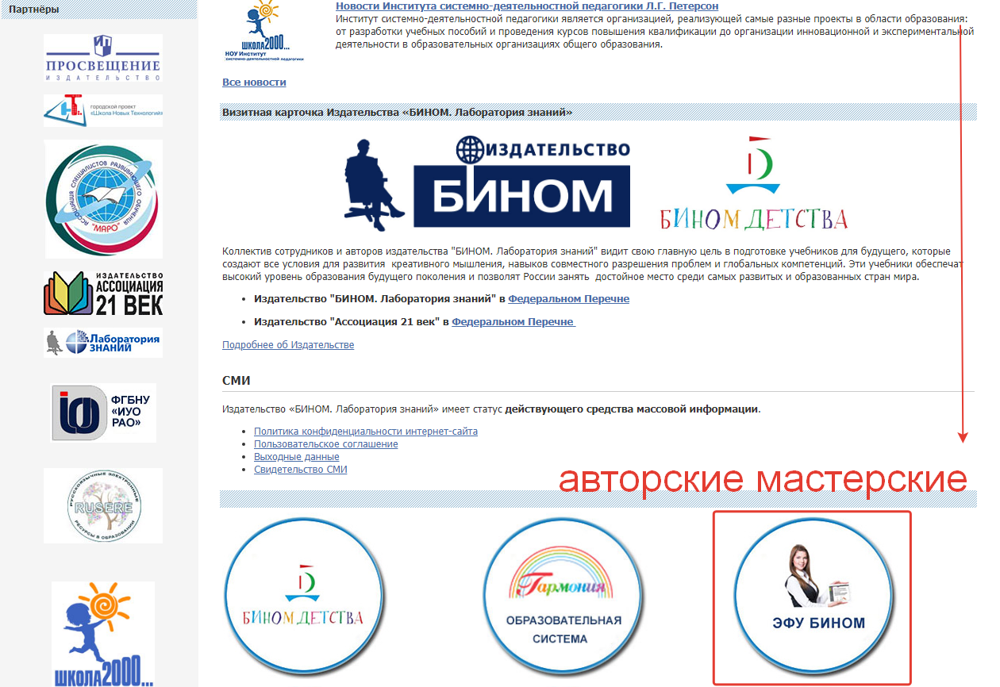 Партнёры
ПРОСВЕЩЕНИЕ
ИЗДАТЕЛЬСТВО
городской проект
«Школа Новых Технологий»
АССОЦИАЦИЯ СПЕЦИАЛИСТОВ РАЗВИВАЮЩЕГО ОБУЧЕНИЯ
"МАРО"
ИЗДАТЕЛЬСТВО
АССОЦИАЦИЯ
21 ВЕК
Лаборатория
ЗНАНИЙ
ФГБНУ
«ИУО
РАО»
РУССКОЯЗЫЧНЫЕ ЭЛЕКТРОННЫЕ
RUSERE
РЕСУРСЫ В ОБРАЗОВАНИИ
школа2000...
школа2000...
НОУ Институт
системно-деятельностной педагогики
Новости Института системно-деятельностной педагогики Л.Г. Петерсон
Институт системно-деятельностной педагогики является организацией, реализующей самые разные проекты в области образования:
от разработки учебных пособий и проведения курсов повышения квалификации до организации инновационной и экспериментальной
деятельности в образовательных организациях общего образования.
Все новости
Визитная карточка Издательства «БИНОМ. Лаборатория знаний»
ИЗДАТЕЛЬСТВО
БИНОМ
БИНОМ ДЕТСТВА
Коллектив сотрудников и авторов издательства "БИНОМ. Лаборатория знаний" видит свою главную цель в подготовке учебников для будущего, которые
создают все условия для развития  креативного мышления, навыков совместного разрешения проблем и глобальных компетенций. Эти учебники обеспечат
высокий уровень образования будущего поколения и позволят России занять  достойное место среди самых развитых и образованных стран мира.
• Издательство "БИНОМ. Лаборатория знаний" в Федеральном Перечне
• Издательство "Ассоциация 21 век" в Федеральном Перечне
Подробнее об Издательстве
СМИ
Издательство «БИНОМ. Лаборатория знаний» имеет статус действующего средства массовой информации.
• Политика конфиденциальности интернет-сайта
• Пользовательское соглашение
• Выходные данные
• Свидетельство СМИ
авторские мастерские
БИНОМ ДЕТСТВА
Гармония
ОБРАЗОВАТЕЛЬНАЯ
СИСТЕМА
ЭФУ БИНОМ